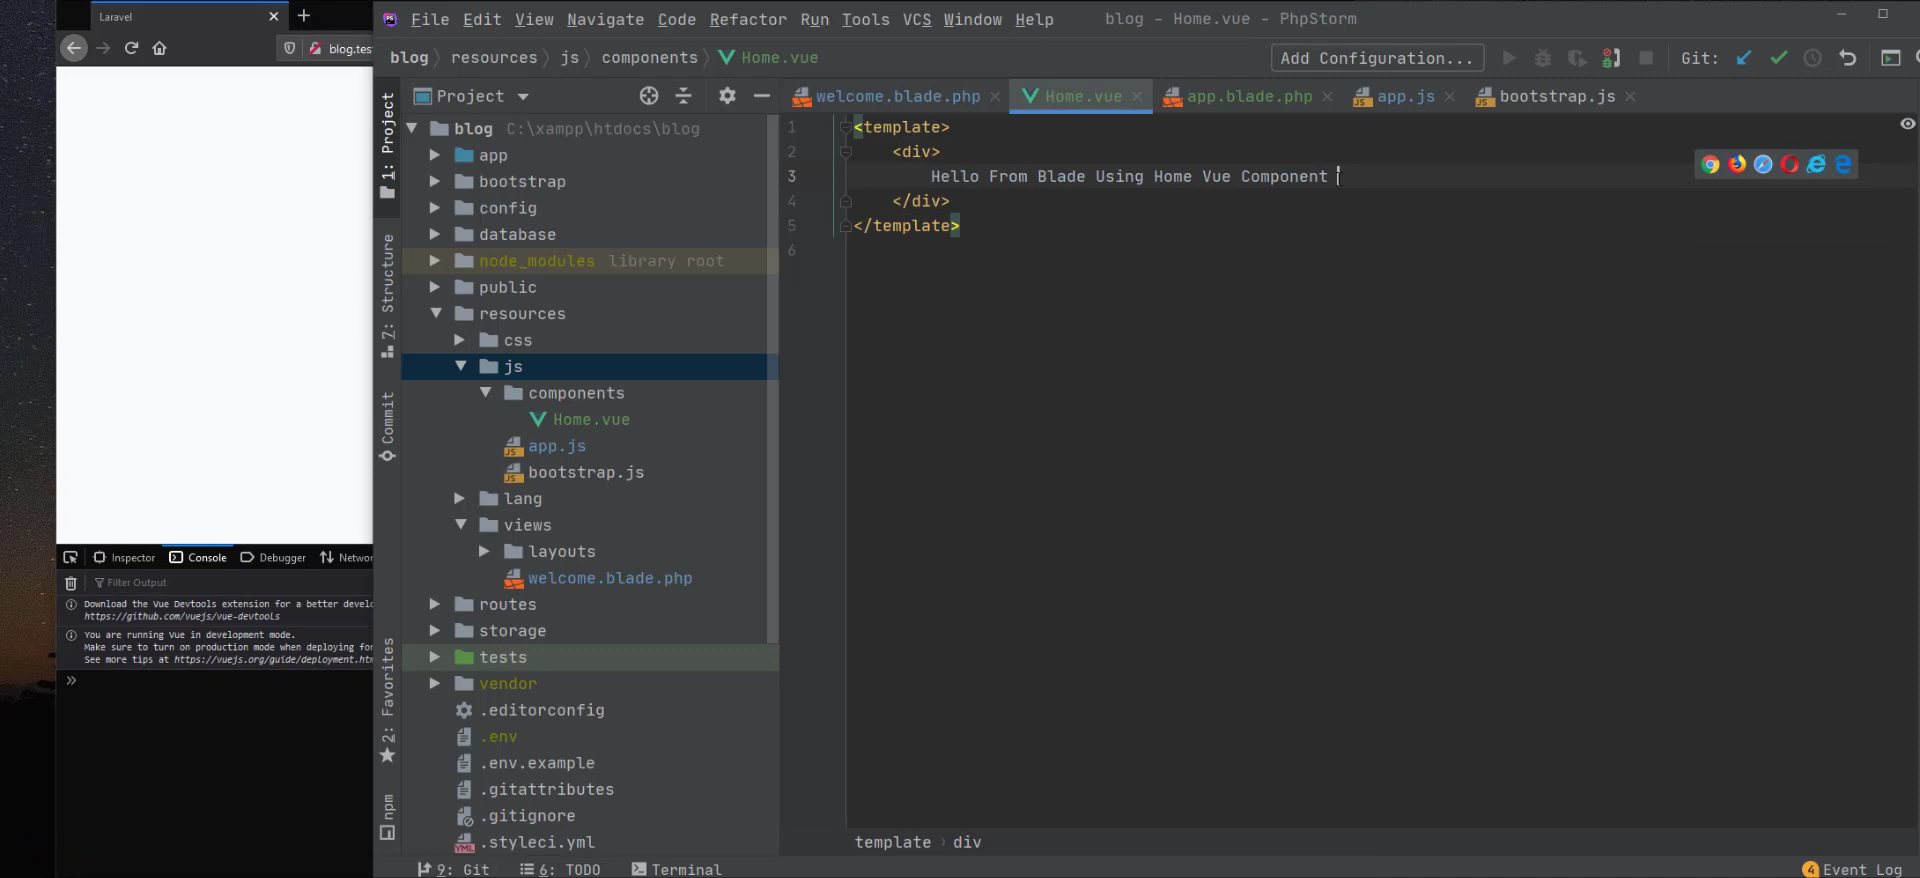 Laravel
blog.tes
Inspector Console Debugger Netwo
Filter Output
Download the Vue Devtools extension for a better develo
https://github.com/vuejs/vue-devtools
You are running Vue in development mode.
Make sure to turn on production mode when deploying for
See more tips at https://vuejs.org/guide/deployment.htm
File Edit View Navigate Code Refactor Run Tools VCS Window Help blog - Home.vue - PhpStorm
blog resources js components Home.vue Add Configuration... Git:
1: Project
7: Structure
Commit
2: Favorites
npm
Project
blog C:\xampp\htdocs\blog
app
bootstrap
config
database
node_modules library root
public
resources
css
js
components
Home.vue
app.js
bootstrap.js
lang
views
layouts
welcome.blade.php
routes
storage
tests
vendor
.editorconfig
.env
.env.example
.gitattributes
.gitignore
.styleci.yml
welcome.blade.php Home.vue app.blade.php app.js bootstrap.js
1 <template>
2 <div>
3 Hello From Blade Using Home Vue Component
4 </div>
5 </template>
6
template div
9: Git 6: TODO Terminal 4 Event Log